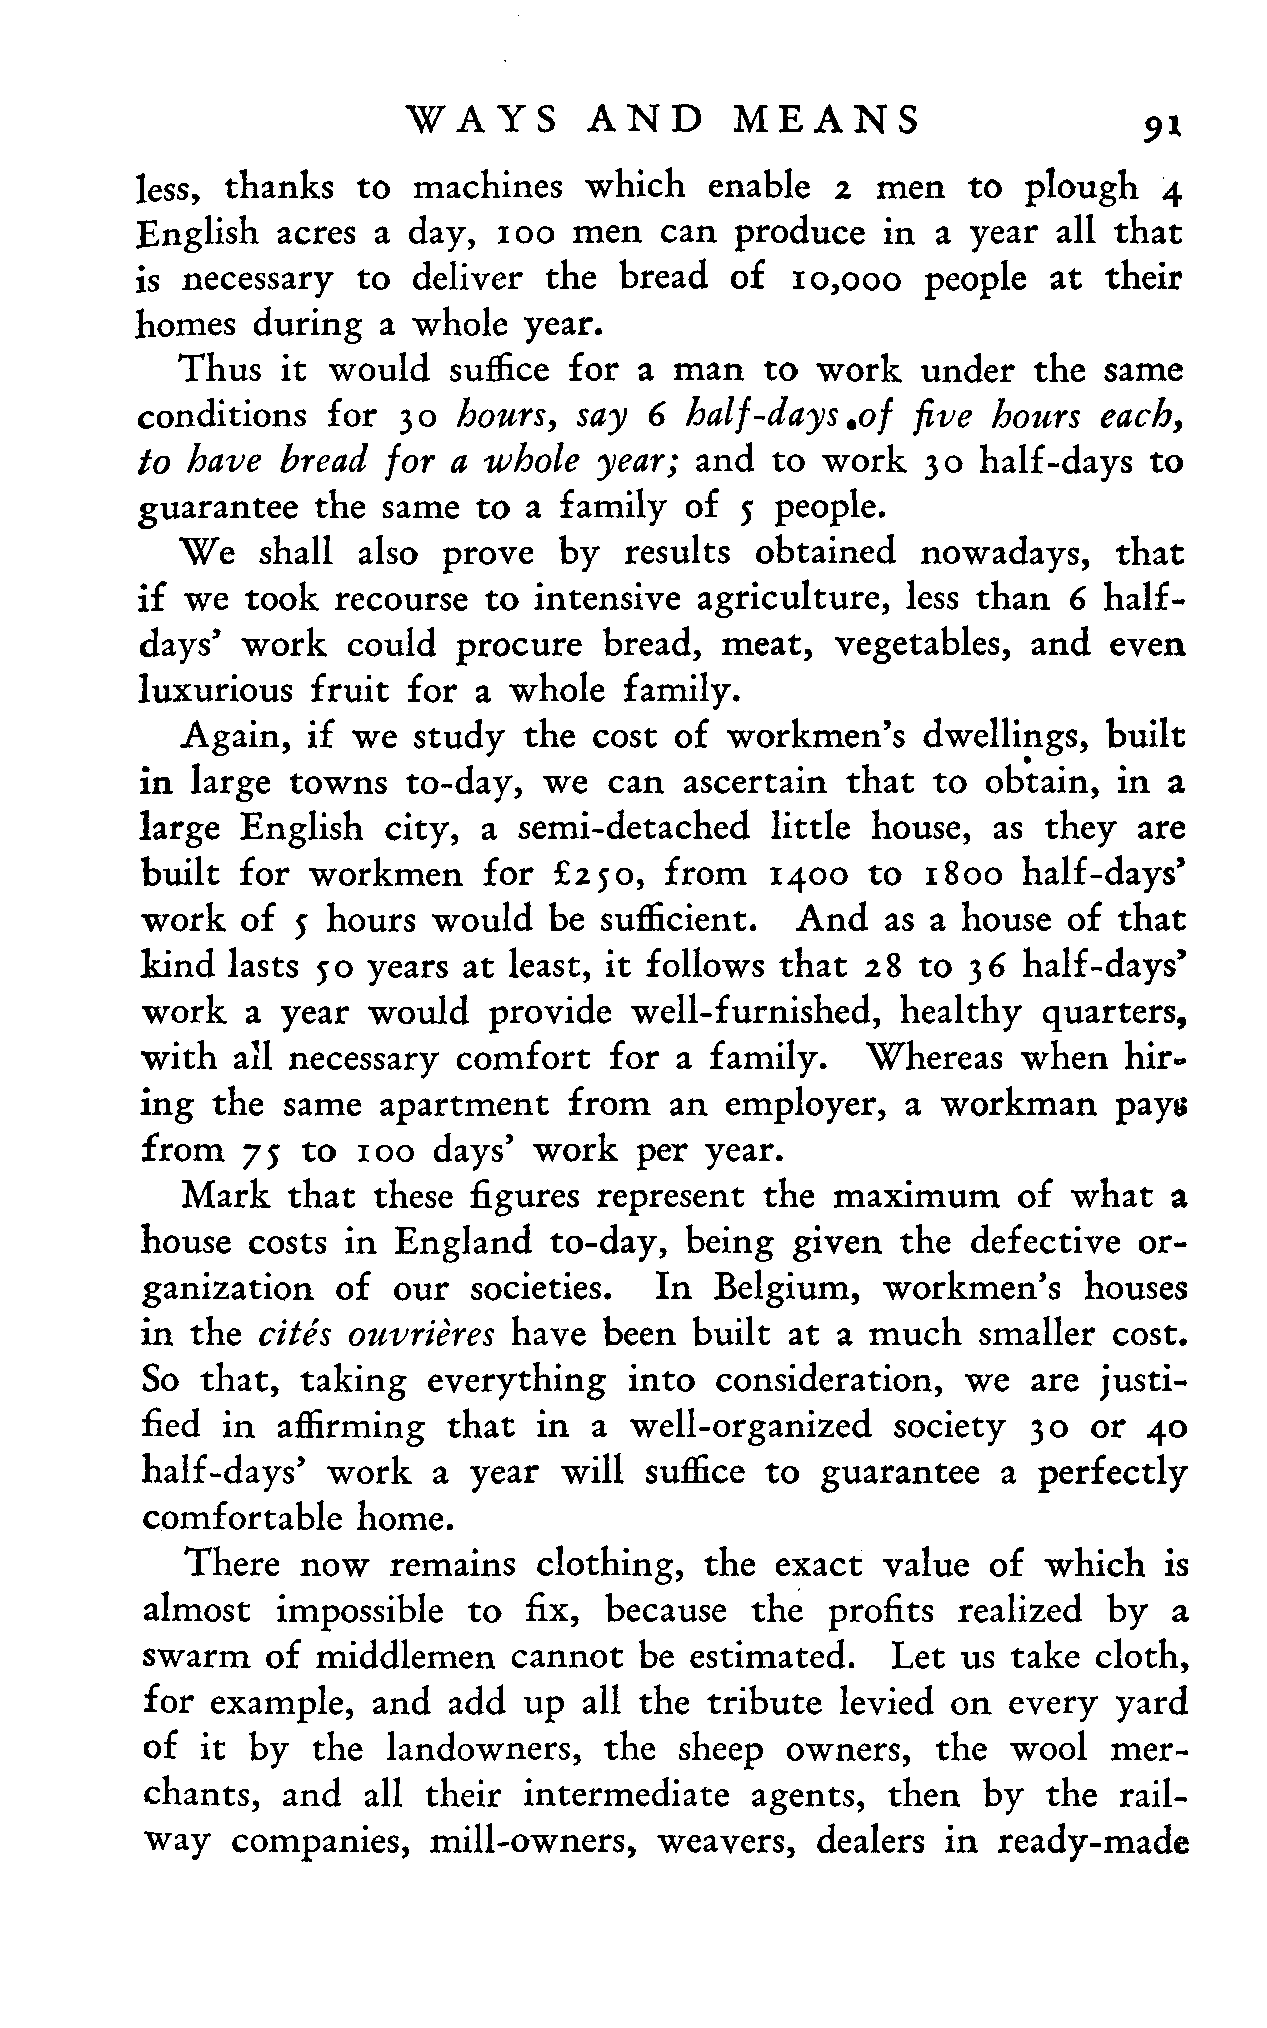 WAYS AND MEANS 91
less, thanks to machines which enable 2 men to plough 4
English acres a day, 100 men can produce in a year all that
is necessary to deliver the bread of 10,000 people at their
homes during a whole year.
Thus it would suffice for a man to work under the same
conditions for 30 hours, say 6 half-days of five hours each,
to have bread for a whole year; and to work 30 half-days to
guarantee the same to a family of 5 people.
We shall also prove by results obtained nowadays, that
if we took recourse to intensive agriculture, less than 6 half-
days' work could procure bread, meat, vegetables, and even
luxurious fruit for a whole family.
Again, if we study the cost of workmen's dwellings, built
in large towns to-day, we can ascertain that to obtain, in a
large English city, a semi-detached little house, as they are
built for workmen for £250, from 1400 to 1800 half-days'
work of 5 hours would be sufficient. And as a house of that
kind lasts 50 years at least, it follows that 28 to 36 half-days'
work a year would provide well-furnished, healthy quarters,
with all necessary comfort for a family. Whereas when hir-
ing the same apartment from an employer, a workman pays
from 75 to 100 days' work per year.
Mark that these figures represent the maximum of what a
house costs in England to-day, being given the defective or-
ganization of our societies. In Belgium, workmen's houses
in the cités ouvrières have been built at a much smaller cost.
So that, taking everything into consideration, we are justi-
fied in affirming that in a well-organized society 30 or 40
half-days' work a year will suffice to guarantee a perfectly
comfortable home.
There now remains clothing, the exact value of which is
almost impossible to fix, because the profits realized by a
swarm of middlemen cannot be estimated. Let us take cloth,
for example, and add up all the tribute levied on every yard
of it by the landowners, the sheep owners, the wool mer-
chants, and all their intermediate agents, then by the rail-
way companies, mill-owners, weavers, dealers in ready-made